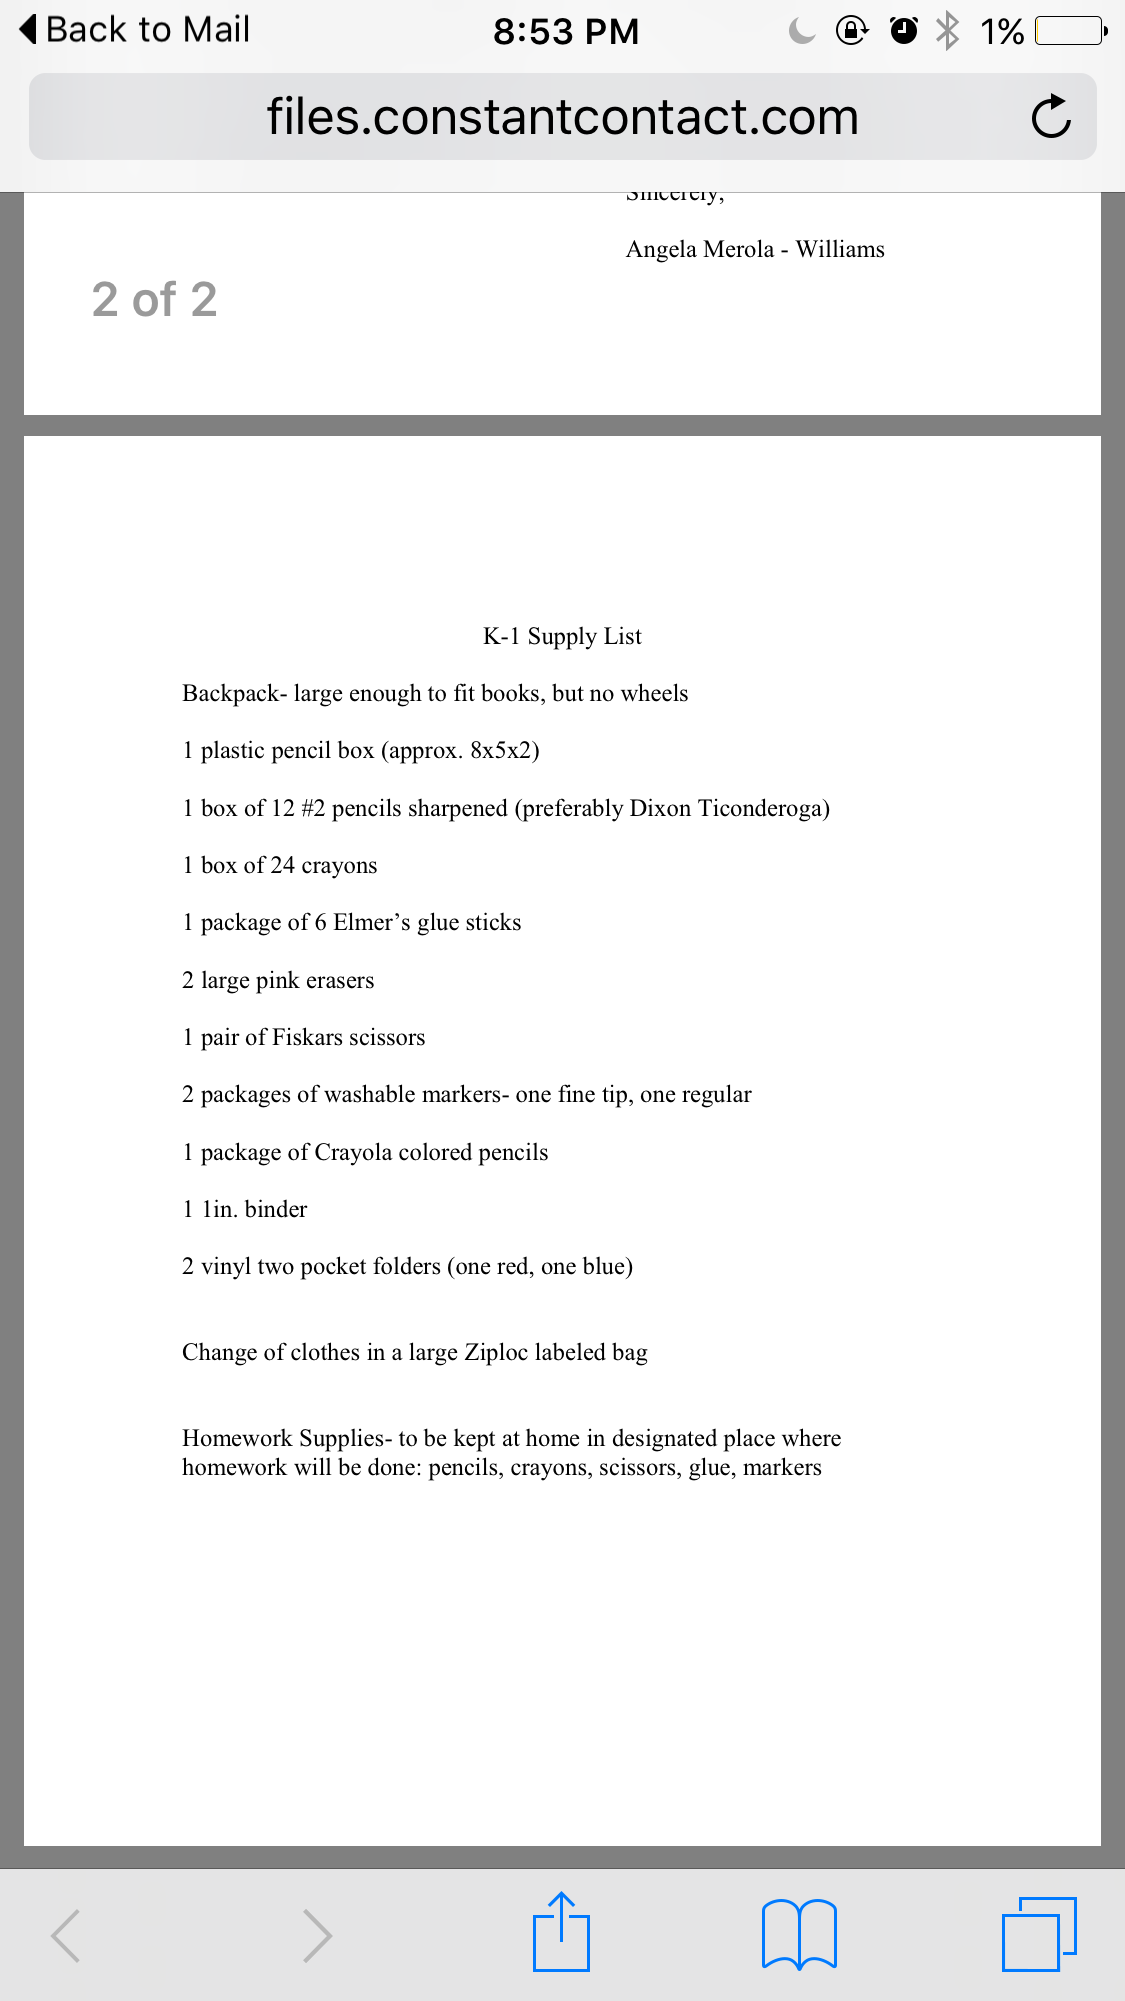 Back to Mail 8:53 PM 1%
files.constantcontact.com
Sincerely,
Angela Merola - Williams
2 of 2
K-1 Supply List
Backpack- large enough to fit books, but no wheels
1 plastic pencil box (approx. 8x5x2)
1 box of 12 #2 pencils sharpened (preferably Dixon Ticonderoga)
1 box of 24 crayons
1 package of 6 Elmer’s glue sticks
2 large pink erasers
1 pair of Fiskars scissors
2 packages of washable markers- one fine tip, one regular
1 package of Crayola colored pencils
1 1in. binder
2 vinyl two pocket folders (one red, one blue)
Change of clothes in a large Ziploc labeled bag
Homework Supplies- to be kept at home in designated place where
homework will be done: pencils, crayons, scissors, glue, markers